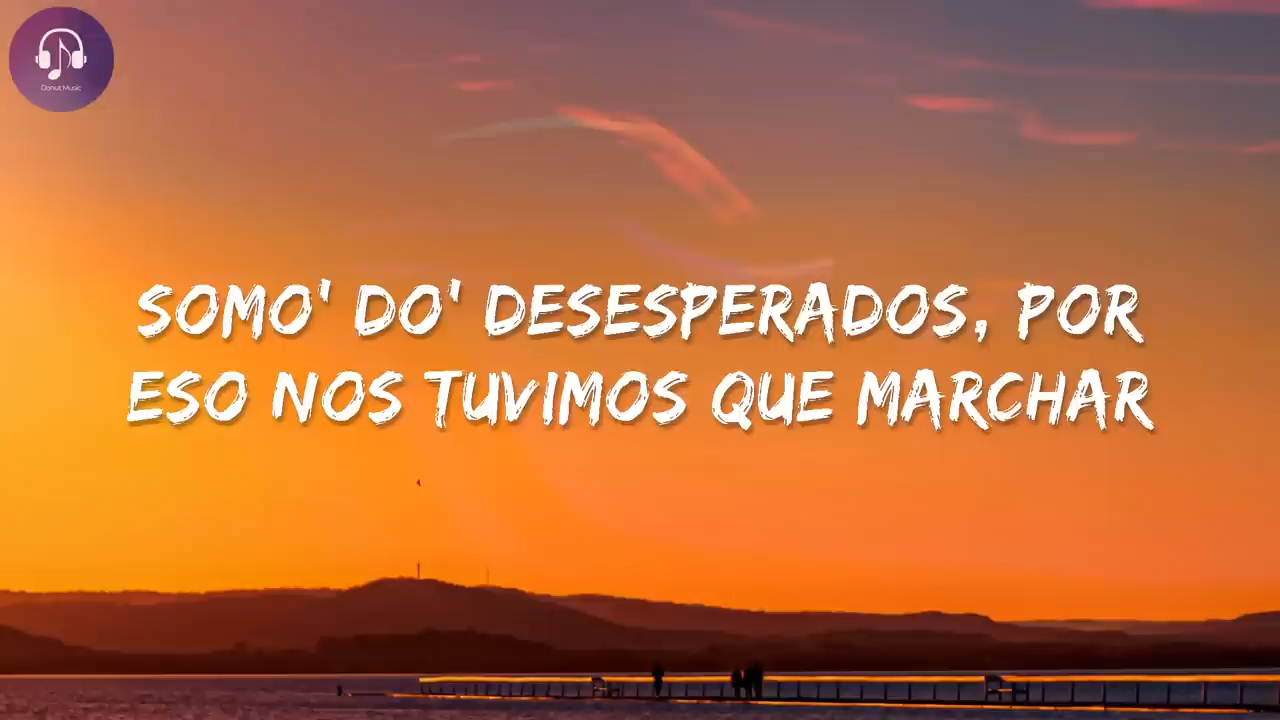 Donut Music
SOMO' DO' DESESPERADOS, POR
ESO NOS TUVIMOS QUE MARCHAR